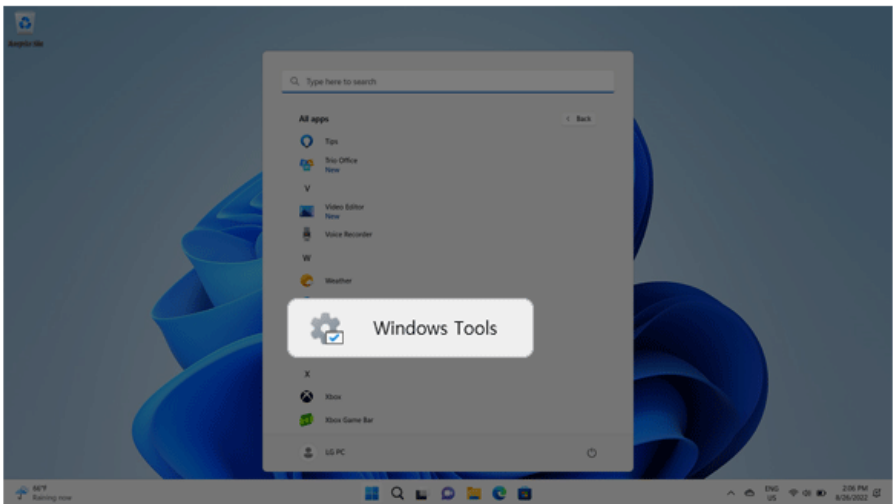 Recycle Bin
Type here to search
All apps
Back
Tips
Trio Office
New
V
Video Editor
New
Voice Recorder
W
Weather
Windows Tools
X
Xbox
Xbox Game Bar
LG PC
66°F
Raining now
ENG
US
2:06 PM
8/26/2022